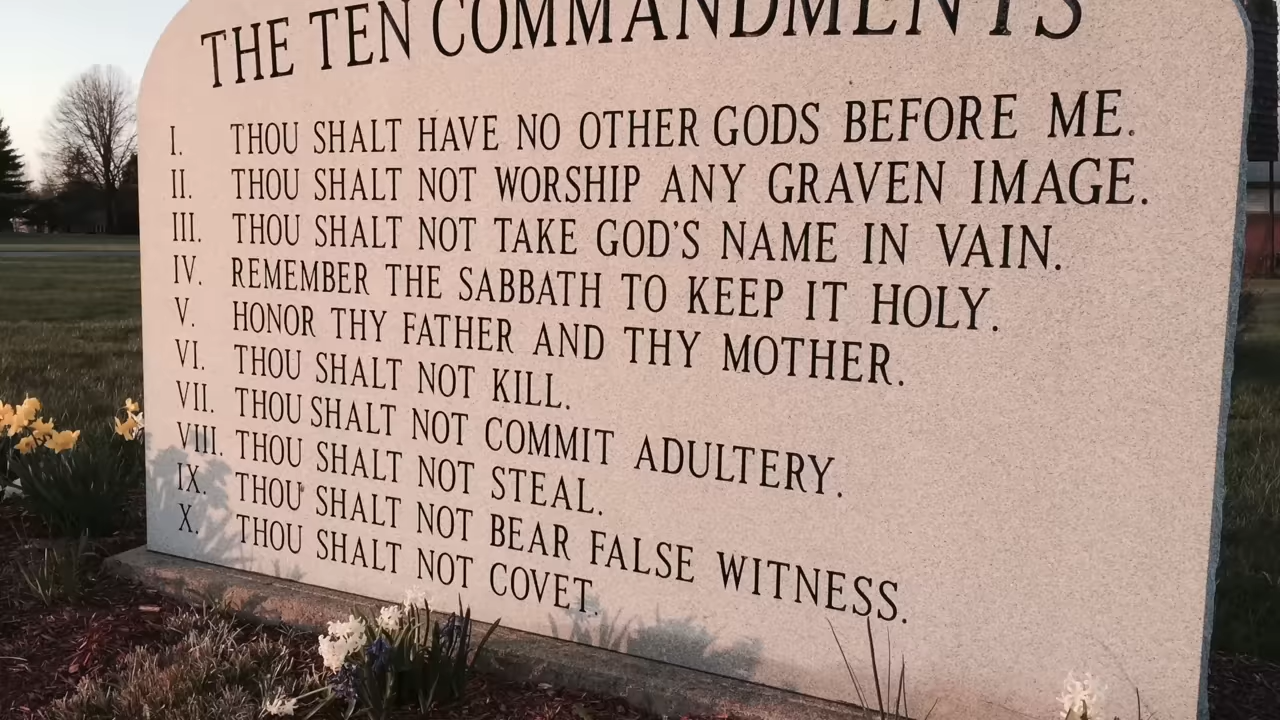 THE TEN COMMANDMENTS
I. THOU SHALT HAVE NO OTHER GODS BEFORE ME.
II. THOU SHALT NOT WORSHIP ANY GRAVEN IMAGE.
III. THOU SHALT NOT TAKE GOD'S NAME IN VAIN.
IV. REMEMBER THE SABBATH TO KEEP IT HOLY.
V. HONOR THY FATHER AND THY MOTHER.
VI. THOU SHALT NOT KILL.
VII. THOU SHALT NOT COMMIT ADULTERY.
VIII. THOU SHALT NOT STEAL.
IX. THOU SHALT NOT BEAR FALSE WITNESS.
X. THOU SHALT NOT COVET.